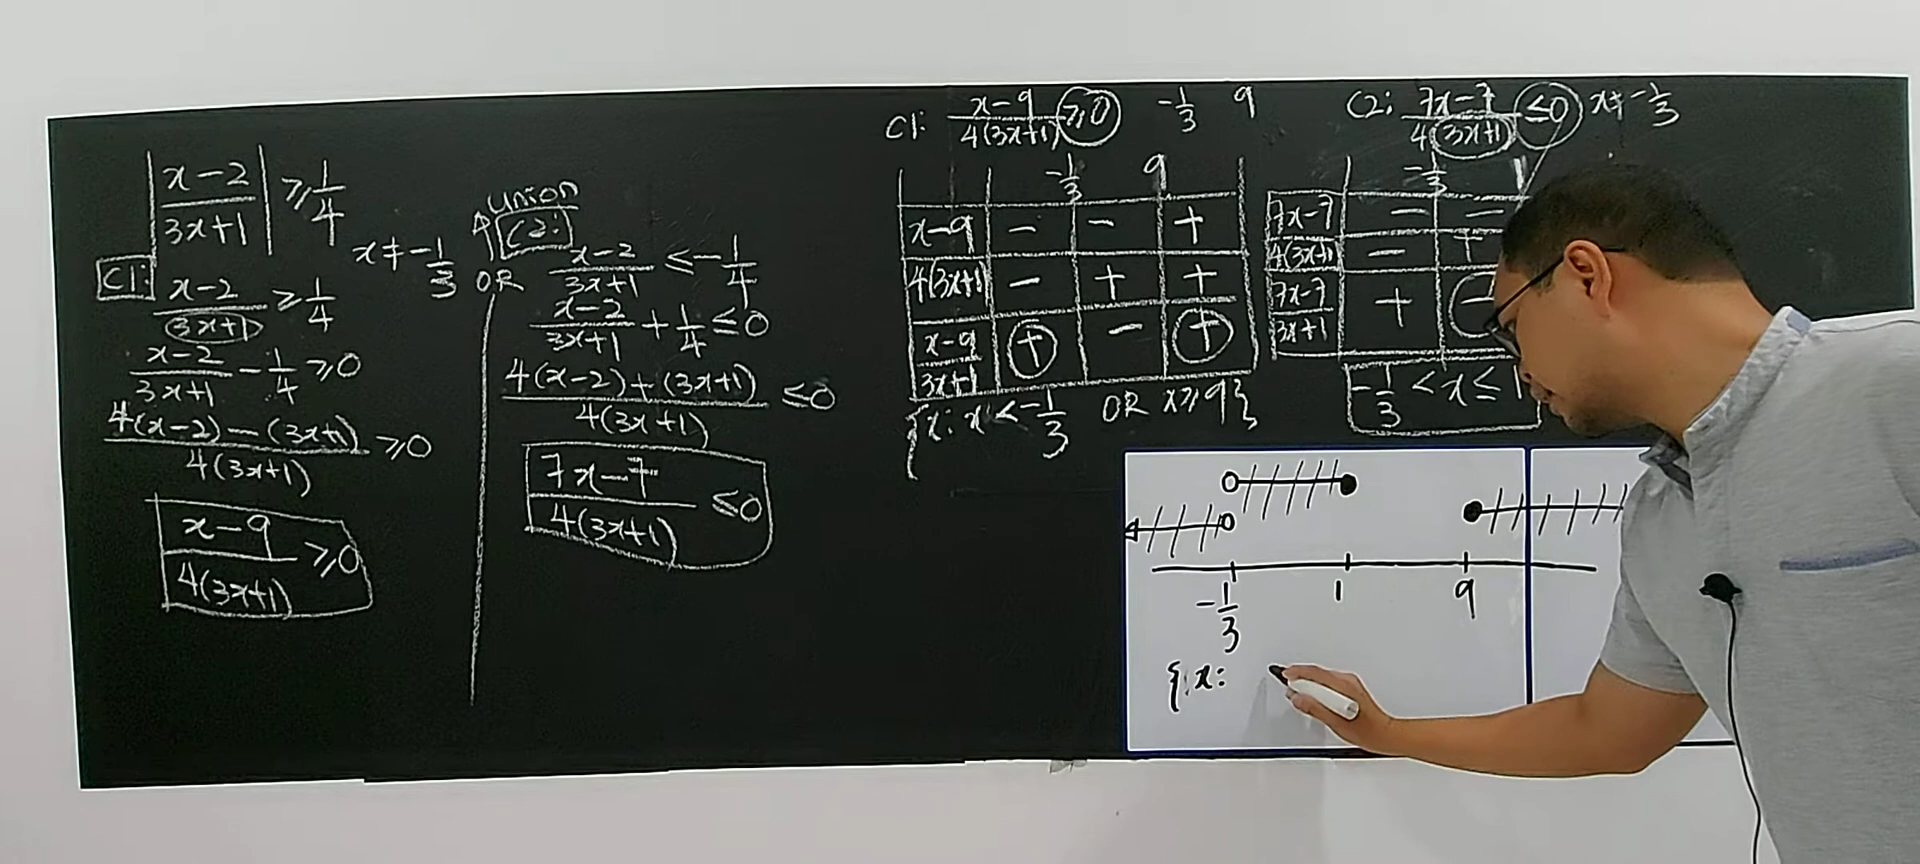 |x-2/3x+1| ≥ 1/4
x ≠ -1/3
C1: x-2/3x+1 ≥ 1/4
x-2/3x+1 - 1/4 ≥ 0
4(x-2) - (3x+1)/4(3x+1) ≥ 0
x-9/4(3x+1) ≥ 0
union
OR C2: x-2/3x+1 ≤ -1/4
x-2/3x+1 + 1/4 ≤ 0
4(x-2) + (3x+1)/4(3x+1) ≤ 0
7x-7/4(3x+1) ≤ 0
C1: x-9/4(3x+1) ≥ 0 -1/3 9
-1/3 9
x-9 - - +
4(3x+1) - + +
x-9/3x+1 + - +
{x: x < -1/3 OR x ≥ 9}
C2: 7x-7/4(3x+1) ≤ 0 x ≠ -1/3
-1/3 1
7x-7 - -
4(3x+1) - +
7x-7/3x+1 + -
-1/3 < x ≤ 1
-1/3 1 9
{x: